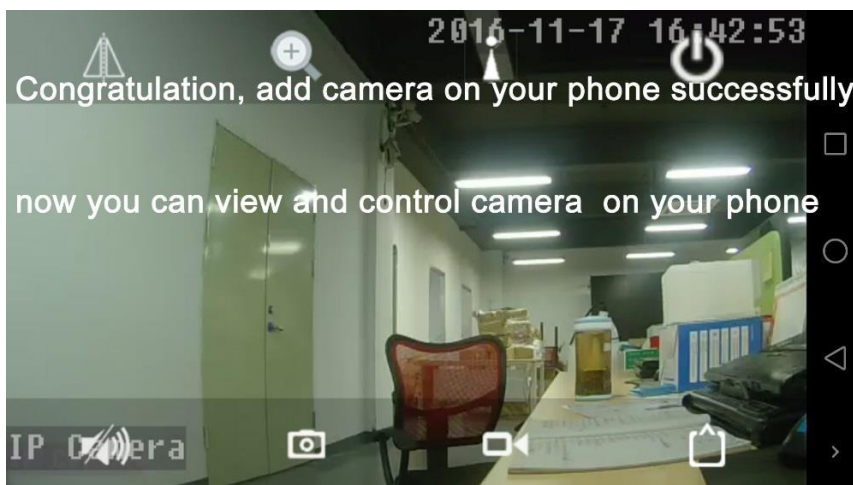 2016-11-17 16:42:53
Congratulation, add camera on your phone successfully
now you can view and control camera on your phone
IP Camera